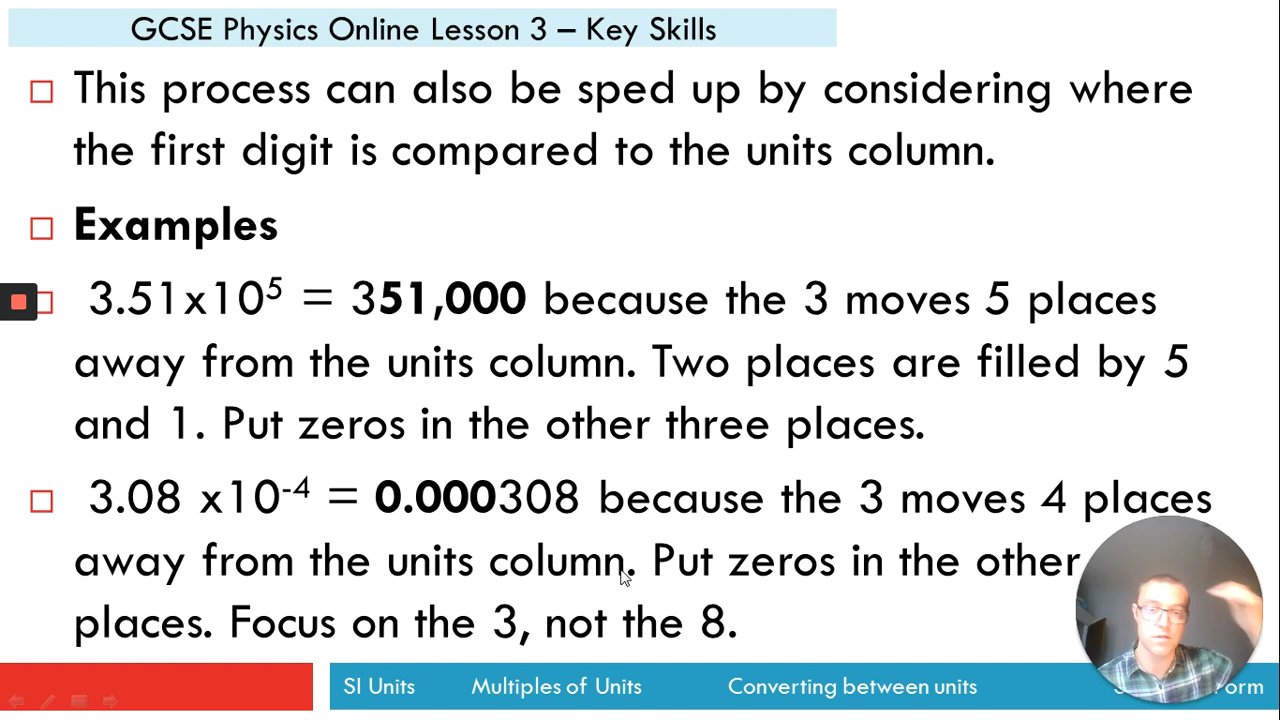 GCSE Physics Online Lesson 3 – Key Skills
This process can also be sped up by considering where
the first digit is compared to the units column.
Examples
3.51x10⁵ = 351,000 because the 3 moves 5 places
away from the units column. Two places are filled by 5
and 1. Put zeros in the other three places.
3.08 x10⁻⁴ = 0.000308 because the 3 moves 4 places
away from the units column. Put zeros in the other
places. Focus on the 3, not the 8.
SI Units Multiples of Units Converting between units